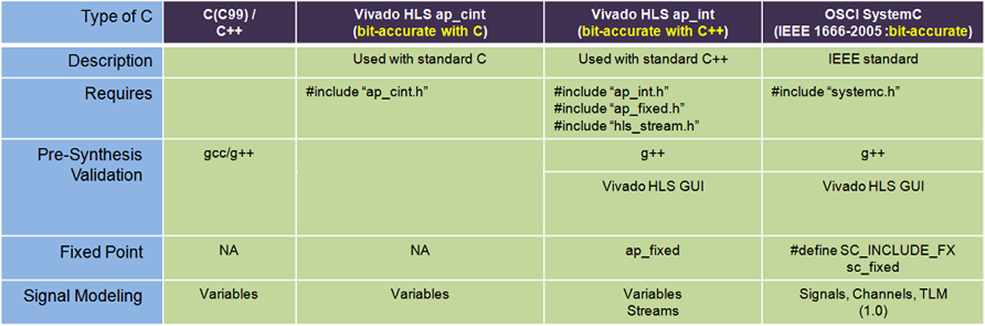 Type of C
C(C99) /
C++
Vivado HLS ap_cint
(bit-accurate with C)
Vivado HLS ap_int
(bit-accurate with C++)
OSCI SystemC
(IEEE 1666-2005 :bit-accurate)
Description
Used with standard C
Used with standard C++
IEEE standard
Requires
#include “ap_cint.h”
#include “ap_int.h”
#include “ap_fixed.h”
#include “hls_stream.h”
#include “systemc.h”
Pre-Synthesis
Validation
gcc/g++
g++
Vivado HLS GUI
g++
Vivado HLS GUI
Fixed Point
NA
NA
ap_fixed
#define SC_INCLUDE_FX
sc_fixed
Signal Modeling
Variables
Variables
Variables
Streams
Signals, Channels, TLM
(1.0)